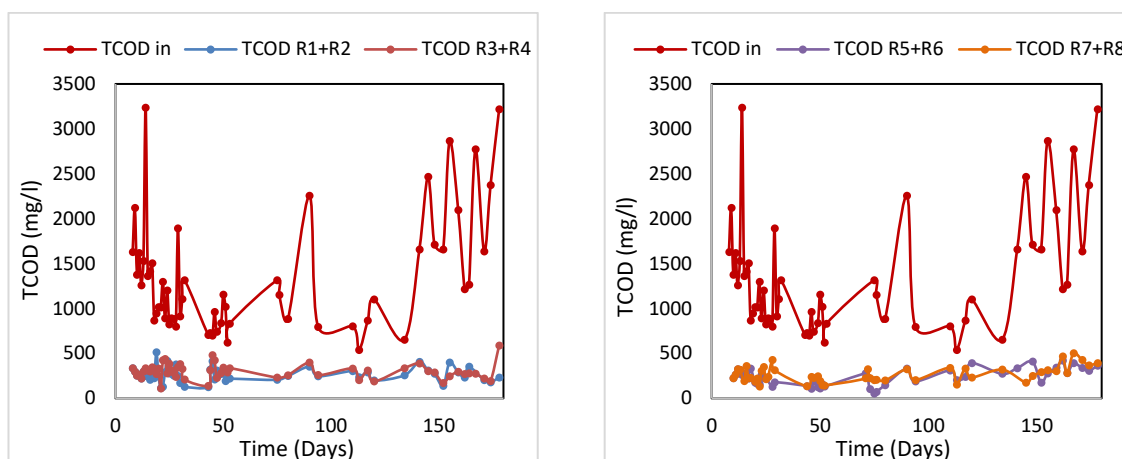 TCOD in TCOD R1+R2 TCOD R3+R4
3500
3000
2500
2000
1500
1000
500
0
0 50 100 150
TCOD (mg/l)
Time (Days)
TCOD in TCOD R5+R6 TCOD R7+R8
3500
3000
2500
2000
1500
1000
500
0
0 50 100 150
TCOD (mg/l)
Time (Days)